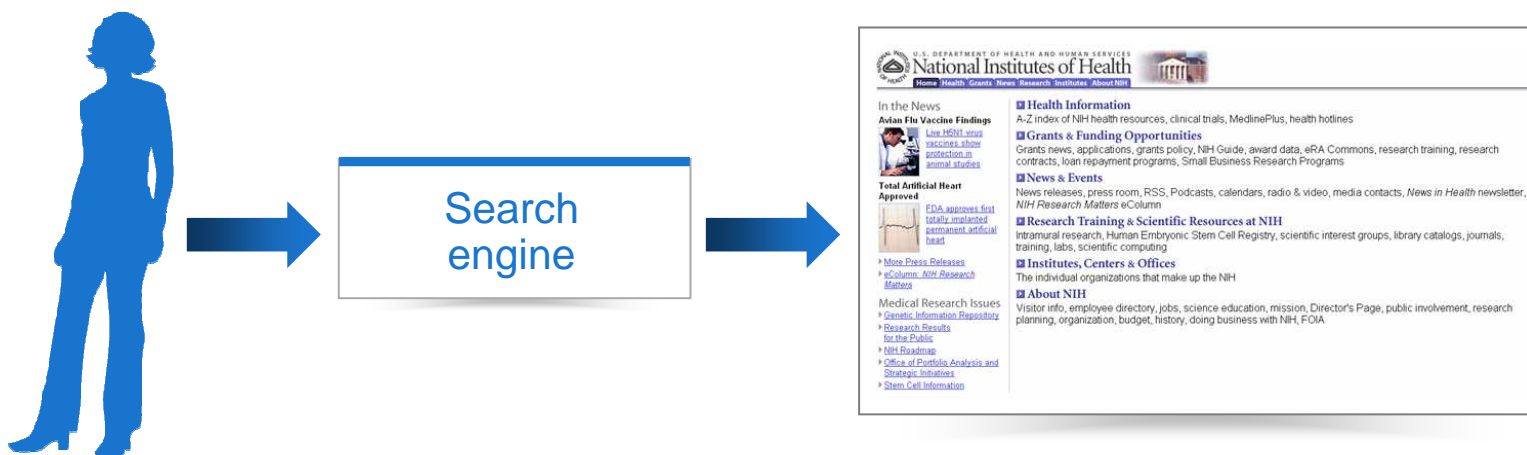 Search
engine
U.S. DEPARTMENT OF HEALTH AND HUMAN SERVICES
National Institutes of Health
NATIONAL INSTITUTES OF HEALTH
Home Health Grants News Research Institutes About NIH
In the News
Avian Flu Vaccine Findings
Live H5N1 virus
vaccines show
protection in
animal studies
Total Artificial Heart
Approved
FDA approves first
totally implanted
permanent artificial
heart
More Press Releases
eColumn: NIH Research
Matters
Medical Research Issues
Genetic Information Repository
Research Results
for the Public
NIH Roadmap
Office of Portfolio Analysis and
Strategic Initiatives
Stem Cell Information
Health Information
A-Z index of NIH health resources, clinical trials, MedlinePlus, health hotlines
Grants & Funding Opportunities
Grants news, applications, grants policy, NIH Guide, award data, eRA Commons, research training, research
contracts, loan repayment programs, Small Business Research Programs
News & Events
News releases, press room, RSS, Podcasts, calendars, radio & video, media contacts, News in Health newsletter,
NIH Research Matters eColumn
Research Training & Scientific Resources at NIH
Intramural research, Human Embryonic Stem Cell Registry, scientific interest groups, library catalogs, journals,
training, labs, scientific computing
Institutes, Centers & Offices
The individual organizations that make up the NIH
About NIH
Visitor info, employee directory, jobs, science education, mission, Director's Page, public involvement, research
planning, organization, budget, history, doing business with NIH, FOIA